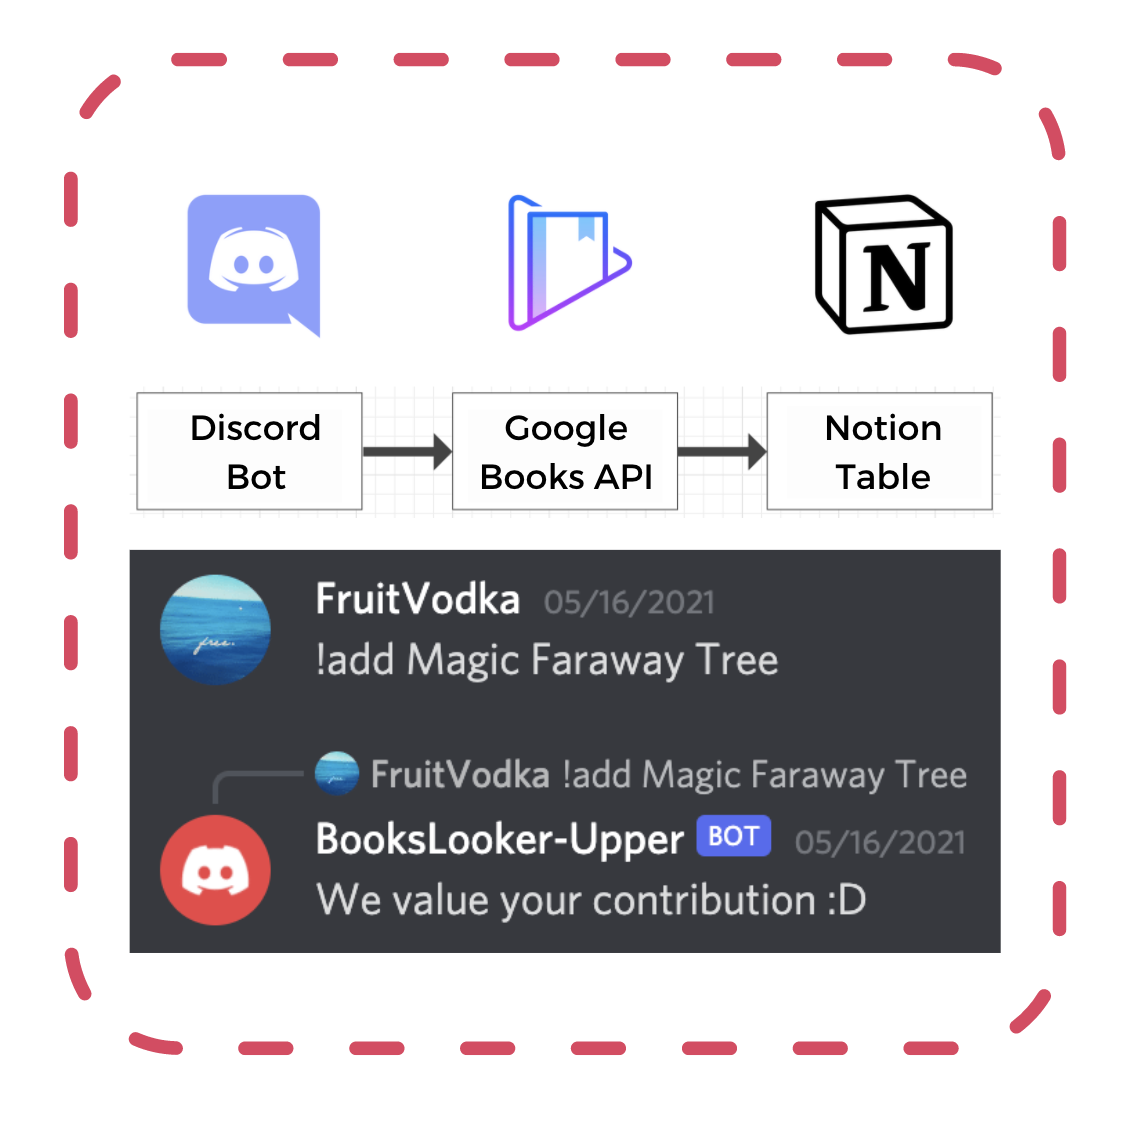 N
Discord
Bot
Google
Books API
Notion
Table
FruitVodka 05/16/2021
free.
!add Magic Faraway Tree
FruitVodka !add Magic Faraway Tree
BooksLooker-Upper BOT 05/16/2021
We value your contribution :D